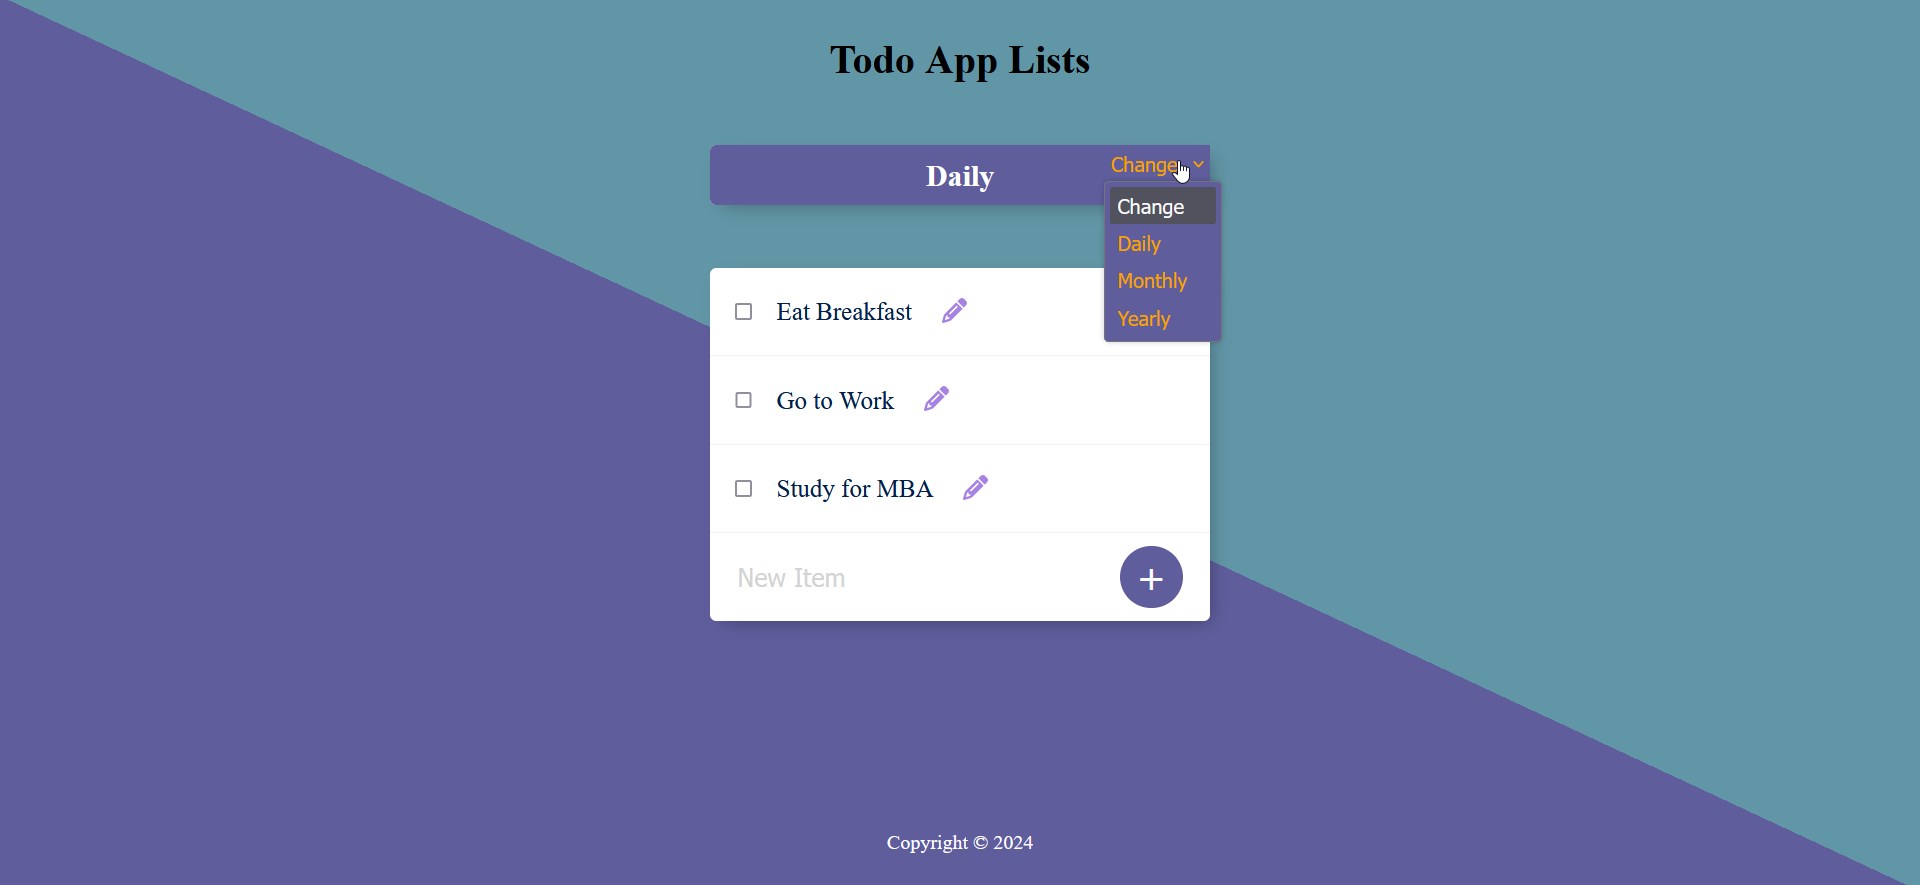 Todo App Lists
Daily
Change
Change
Daily
Monthly
Yearly
Eat Breakfast
Go to Work
Study for MBA
New Item
+
Copyright © 2024